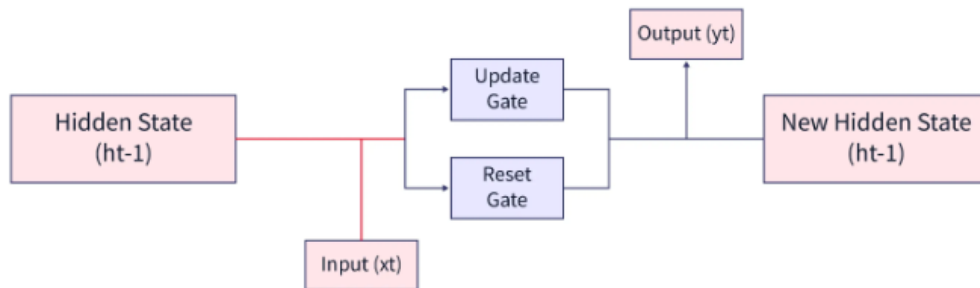 Output (yt)
Update
Gate
Hidden State
(ht-1)
New Hidden State
(ht-1)
Reset
Gate
Input (xt)